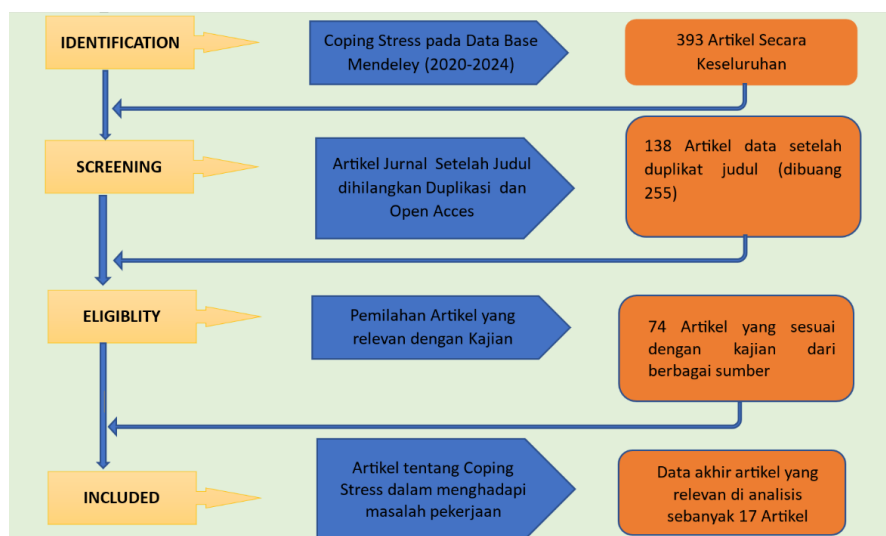 IDENTIFICATION
Coping Stress pada Data Base
Mendeley (2020-2024)
393 Artikel Secara
Keseluruhan
SCREENING
Artikel Jurnal Setelah Judul
dihilangkan Duplikasi dan
Open Acces
138 Artikel data setelah
duplikat judul (dibuang
255)
ELIGIBLITY
Pemilahan Artikel yang
relevan dengan Kajian
74 Artikel yang sesuai
dengan kajian dari
berbagai sumber
INCLUDED
Artikel tentang Coping
Stress dalam menghadapi
masalah pekerjaan
Data akhir artikel yang
relevan di analisis
sebanyak 17 Artikel